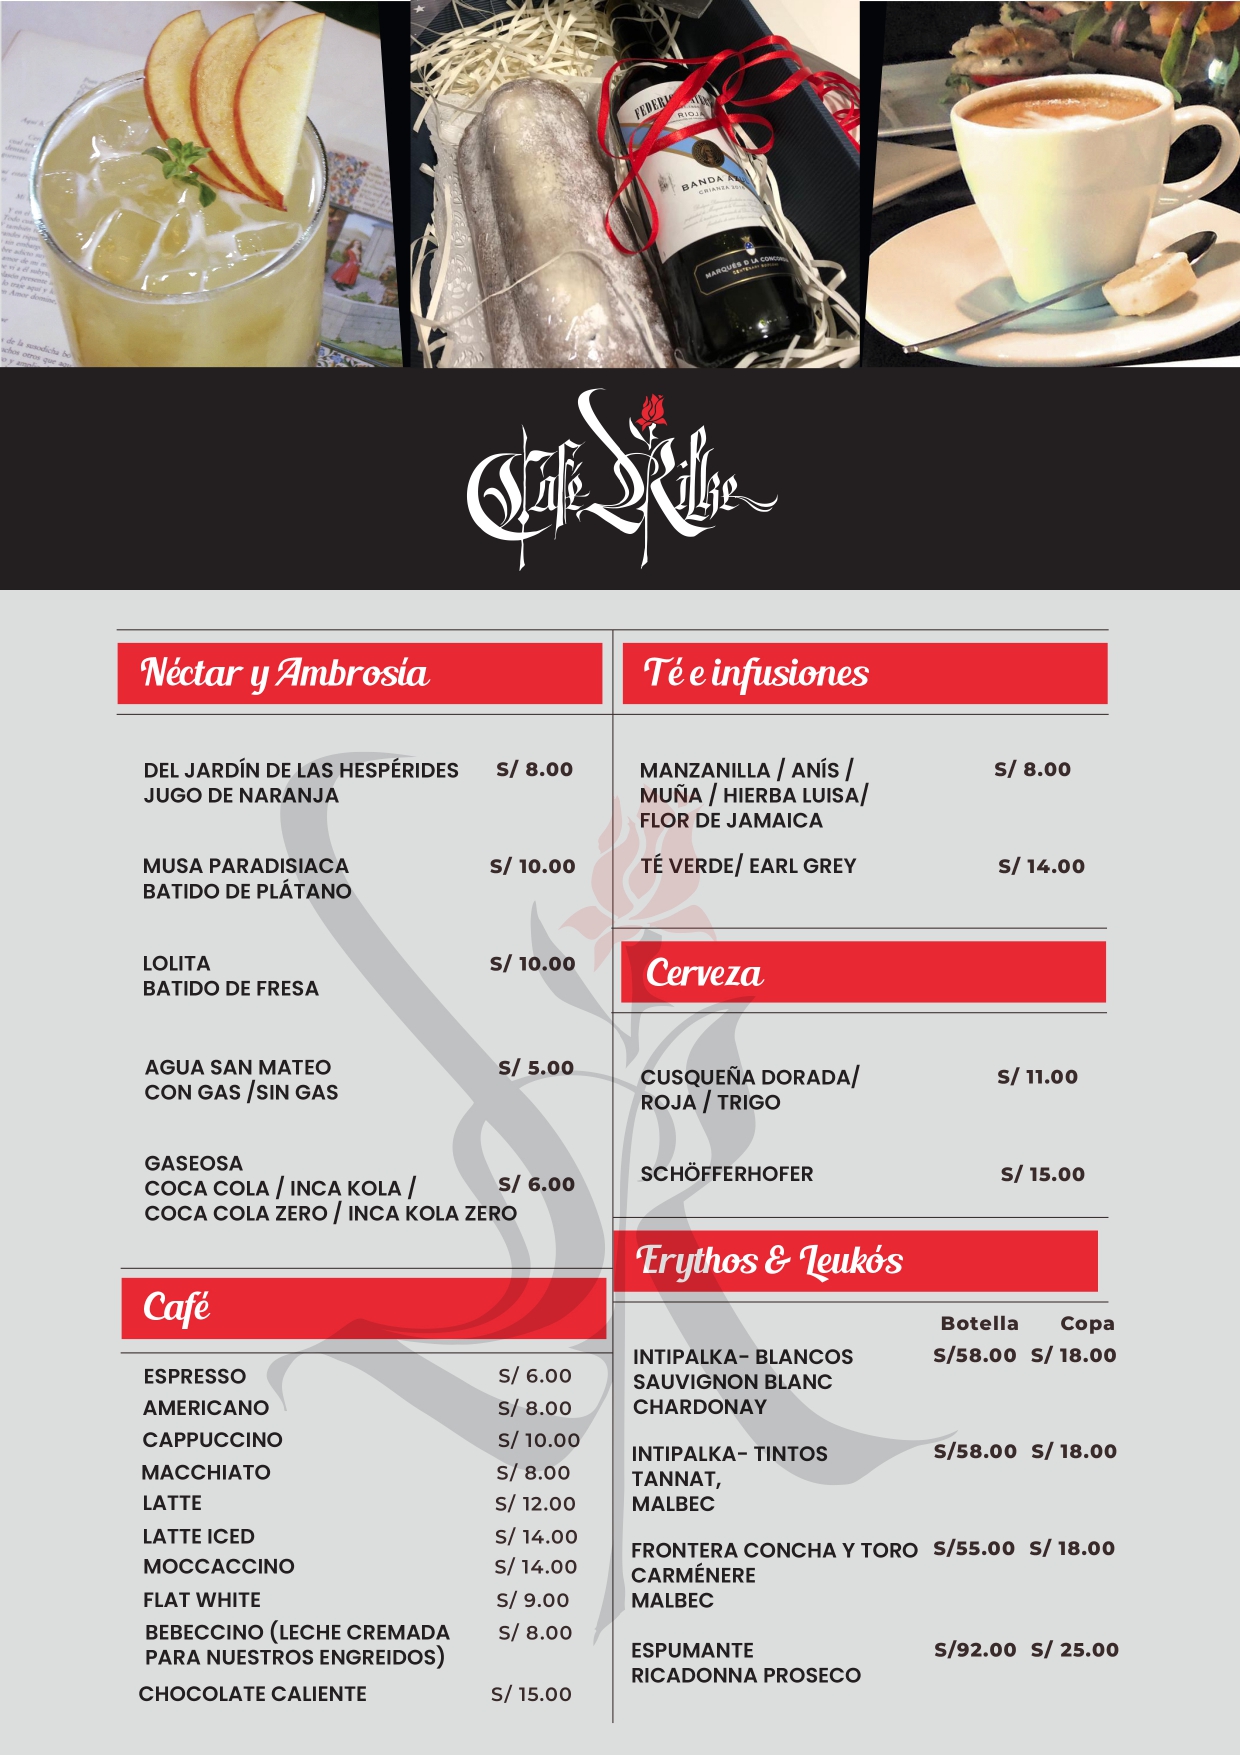 FEDERICO
RIOJA
BANDA AZUL
CRIANZA
MARQUÉS D LA CONCORDIA
Café Rilke
Néctar y Ambrosía
DEL JARDÍN DE LAS HESPÉRIDES S/ 8.00
JUGO DE NARANJA
MUSA PARADISIACA S/ 10.00
BATIDO DE PLÁTANO
LOLITA S/ 10.00
BATIDO DE FRESA
AGUA SAN MATEO S/ 5.00
CON GAS /SIN GAS
GASEOSA
COCA COLA / INCA KOLA / S/ 6.00
COCA COLA ZERO / INCA KOLA ZERO
Café
ESPRESSO S/ 6.00
AMERICANO S/ 8.00
CAPPUCCINO S/ 10.00
MACCHIATO S/ 8.00
LATTE S/ 12.00
LATTE ICED S/ 14.00
MOCCACCINO S/ 14.00
FLAT WHITE S/ 9.00
BEBECCINO (LECHE CREMADA S/ 8.00
PARA NUESTROS ENGREIDOS)
CHOCOLATE CALIENTE S/ 15.00
Té e infusiones
MANZANILLA / ANÍS / S/ 8.00
MUÑA / HIERBA LUISA/
FLOR DE JAMAICA
TÉ VERDE/ EARL GREY S/ 14.00
Cerveza
CUSQUEÑA DORADA/ S/ 11.00
ROJA / TRIGO
SCHÖFFERHOFER S/ 15.00
Erythos & Leukós
Botella Copa
INTIPALKA- BLANCOS S/58.00 S/ 18.00
SAUVIGNON BLANC
CHARDONAY
INTIPALKA- TINTOS S/58.00 S/ 18.00
TANNAT,
MALBEC
FRONTERA CONCHA Y TORO S/55.00 S/ 18.00
CARMÉNERE
MALBEC
ESPUMANTE S/92.00 S/ 25.00
RICADONNA PROSECO